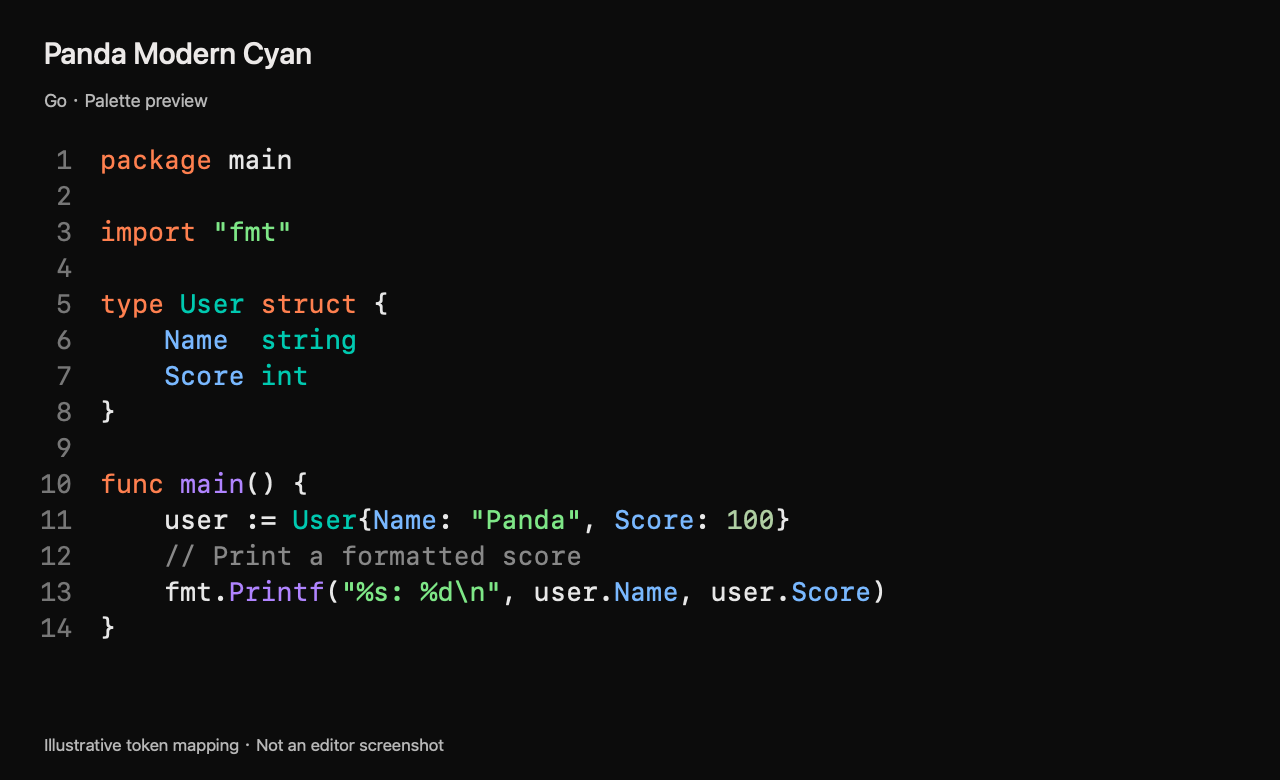 Panda Modern Cyan
Go · Palette preview
1 package main
2
3 import "fmt"
4
5 type User struct {
6     Name  string
7     Score int
8 }
9
10 func main() {
11     user := User{Name: "Panda", Score: 100}
12     // Print a formatted score
13     fmt.Printf("%s: %d\n", user.Name, user.Score)
14 }
Illustrative token mapping · Not an editor screenshot